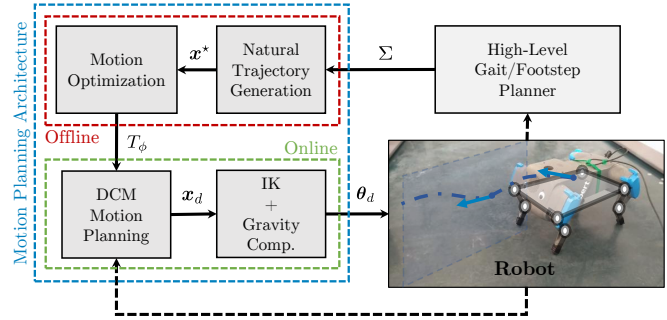 Motion Planning Architecture
Motion
Optimization
x⋆
Natural
Trajectory
Generation
Σ
High-Level
Gait/Footstep
Planner
Offline
T_ϕ
Online
DCM
Motion
Planning
x_d
IK
+
Gravity
Comp.
θ_d
Robot